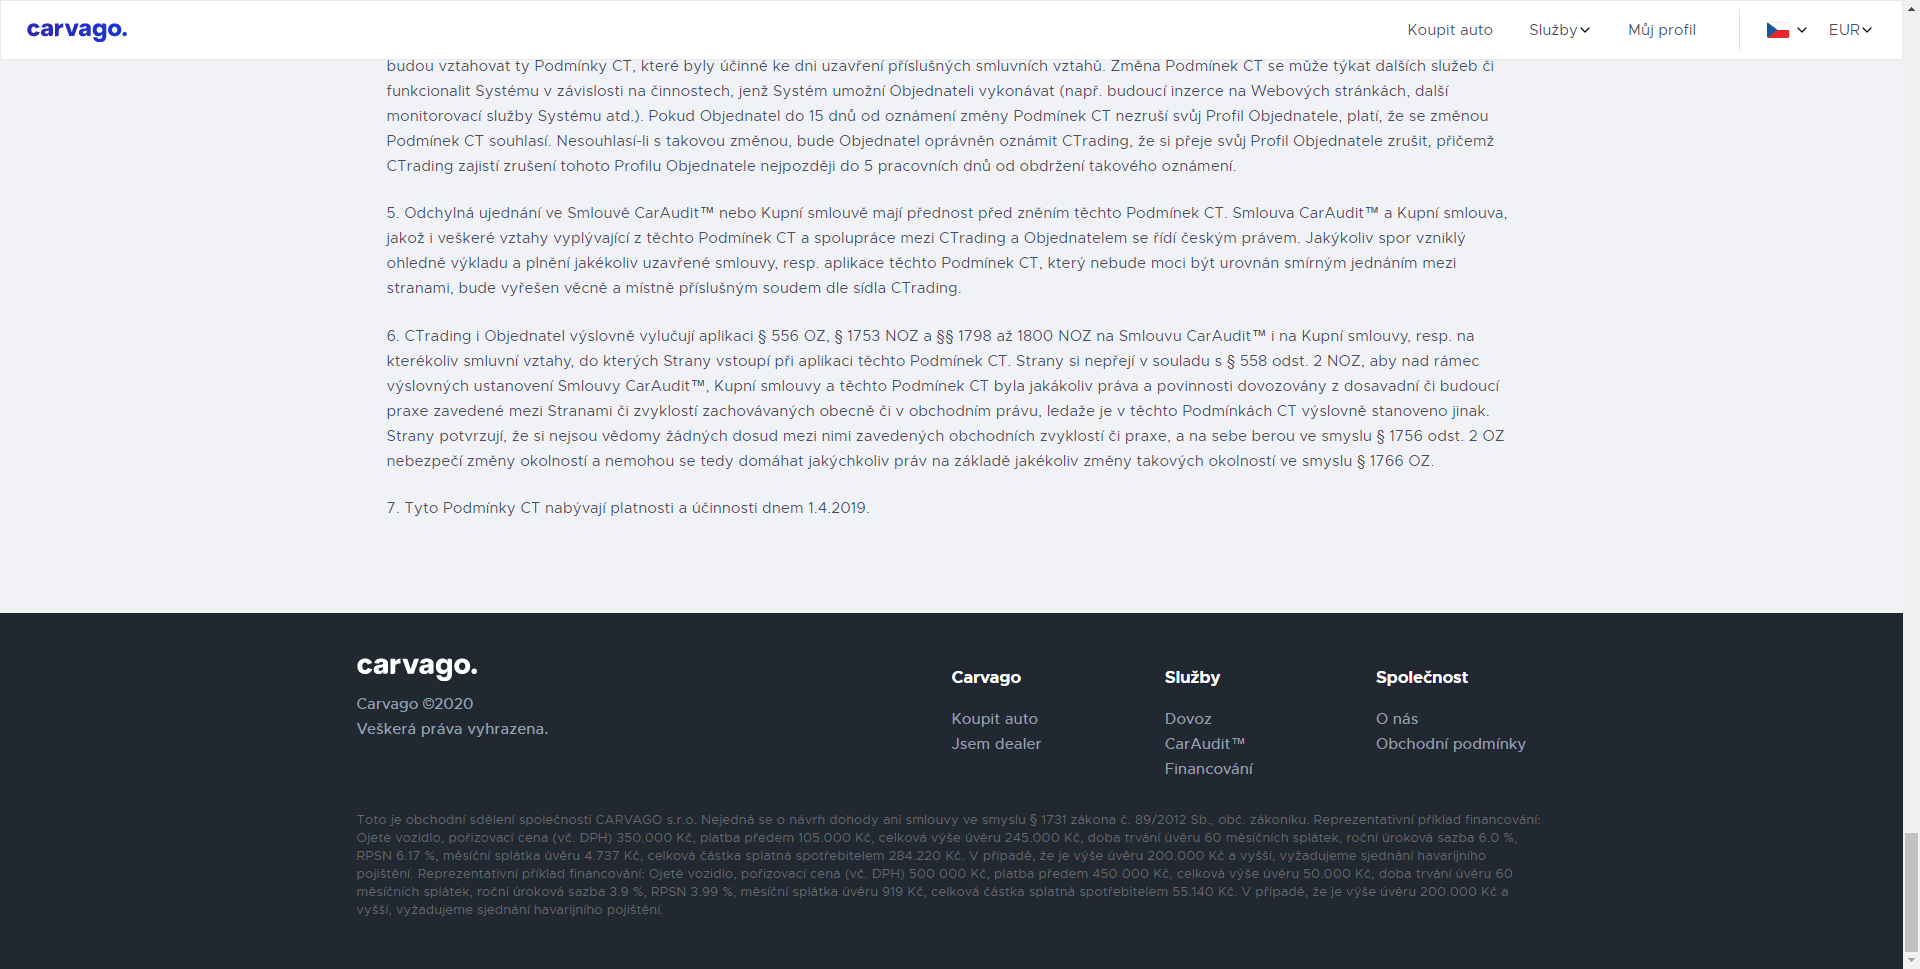 carvago.
Koupit auto
Služby
Můj profil
EUR
budou vztahovat ty Podmínky CT, které byly účinné ke dni uzavření příslušných smluvních vztahů. Změna Podmínek CT se může týkat dalších služeb či
funkcionalit Systému v závislosti na činnostech, jenž Systém umožní Objednateli vykonávat (např. budoucí inzerce na Webových stránkách, další
monitorovací služby Systému atd.). Pokud Objednatel do 15 dnů od oznámení změny Podmínek CT nezruší svůj Profil Objednatele, platí, že se změnou
Podmínek CT souhlasí. Nesouhlasí-li s takovou změnou, bude Objednatel oprávněn oznámit CTrading, že si přeje svůj Profil Objednatele zrušit, přičemž
CTrading zajistí zrušení tohoto Profilu Objednatele nejpozději do 5 pracovních dnů od obdržení takového oznámení.
5. Odchylná ujednání ve Smlouvě CarAudit™ nebo Kupní smlouvě mají přednost před zněním těchto Podmínek CT. Smlouva CarAudit™ a Kupní smlouva,
jakož i veškeré vztahy vyplývající z těchto Podmínek CT a spolupráce mezi CTrading a Objednatelem se řídí českým právem. Jakýkoliv spor vzniklý
ohledně výkladu a plnění jakékoliv uzavřené smlouvy, resp. aplikace těchto Podmínek CT, který nebude moci být urovnán smírným jednáním mezi
stranami, bude vyřešen věcně a místně příslušným soudem dle sídla CTrading.
6. CTrading i Objednatel výslovně vylučují aplikaci § 556 OZ, § 1753 NOZ a §§ 1798 až 1800 NOZ na Smlouvu CarAudit™ i na Kupní smlouvy, resp. na
kterékoliv smluvní vztahy, do kterých Strany vstoupí při aplikaci těchto Podmínek CT. Strany si nepřejí v souladu s § 558 odst. 2 NOZ, aby nad rámec
výslovných ustanovení Smlouvy CarAudit™, Kupní smlouvy a těchto Podmínek CT byla jakákoliv práva a povinnosti dovozovány z dosavadní či budoucí
praxe zavedené mezi Stranami či zvyklostí zachovávaných obecně či v obchodním právu, ledaže je v těchto Podmínkách CT výslovně stanoveno jinak.
Strany potvrzují, že si nejsou vědomy žádných dosud mezi nimi zavedených obchodních zvyklostí či praxe, a na sebe berou ve smyslu § 1756 odst. 2 OZ
nebezpečí změny okolností a nemohou se tedy domáhat jakýchkoliv práv na základě jakékoliv změny takových okolností ve smyslu § 1766 OZ.
7. Tyto Podmínky CT nabývají platnosti a účinnosti dnem 1.4.2019.
carvago.
Carvago ©2020
Veškerá práva vyhrazena.
Carvago
Koupit auto
Jsem dealer
Služby
Dovoz
CarAudit™
Financování
Společnost
O nás
Obchodní podmínky
Toto je obchodní sdělení společnosti CARVAGO s.r.o. Nejedná se o návrh dohody ani smlouvy ve smyslu § 1731 zákona č. 89/2012 Sb., obč. zákoníku. Reprezentativní příklad financování:
Ojeté vozidlo, pořizovací cena (vč. DPH) 350.000 Kč, platba předem 105.000 Kč, celková výše úvěru 245.000 Kč, doba trvání úvěru 60 měsíčních splátek, roční úroková sazba 6.0 %,
RPSN 6.17 %, měsíční splátka úvěru 4.737 Kč, celková částka splatná spotřebitelem 284.220 Kč. V případě, že je výše úvěru 200.000 Kč a vyšší, vyžadujeme sjednání havarijního
pojištění. Reprezentativní příklad financování: Ojeté vozidlo, pořizovací cena (vč. DPH) 500 000 Kč, platba předem 450 000 Kč, celková výše úvěru 50.000 Kč, doba trvání úvěru 60
měsíčních splátek, roční úroková sazba 3.9 %, RPSN 3.99 %, měsíční splátka úvěru 919 Kč, celková částka splatná spotřebitelem 55.140 Kč. V případě, že je výše úvěru 200.000 Kč a
vyšší, vyžadujeme sjednání havarijního pojištění.